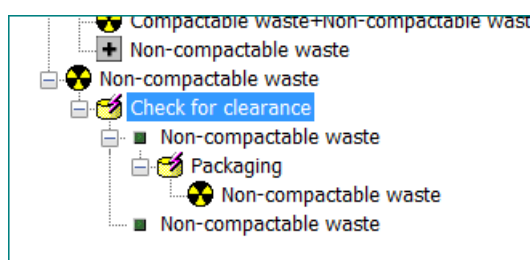 Compactable waste+Non-compactable wast
Non-compactable waste
Non-compactable waste
Check for clearance
Non-compactable waste
Packaging
Non-compactable waste
Non-compactable waste